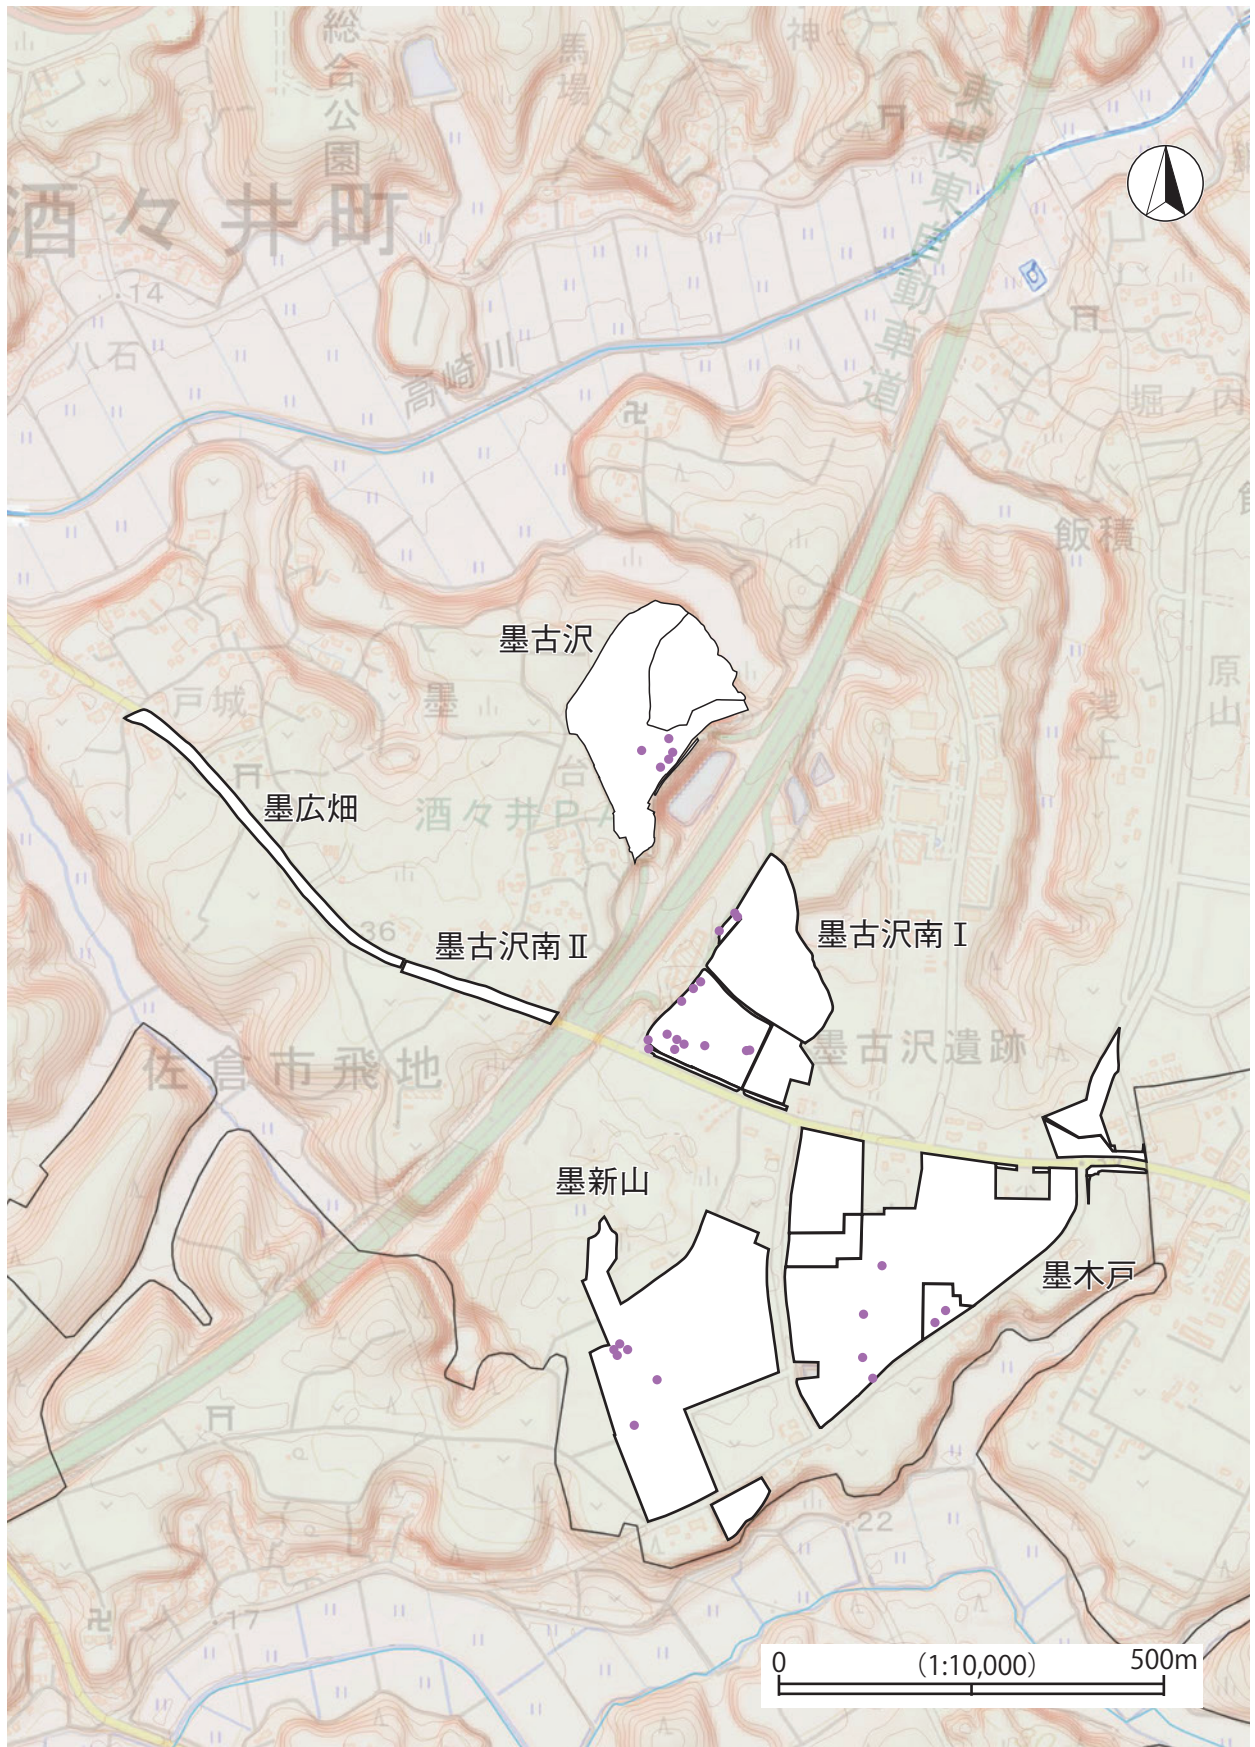 総合公園
馬場
神
東関東自動車道
酒々井町
14
八石
高崎川
堀ノ内
飯積
墨古沢
戸城
墨
原山
浅上
台
墨広畑
酒々井PA
36
墨古沢南Ⅱ
墨古沢南Ⅰ
佐倉市飛地
墨古沢遺跡
墨新山
墨木戸
22
17
0
(1:10,000)
500m